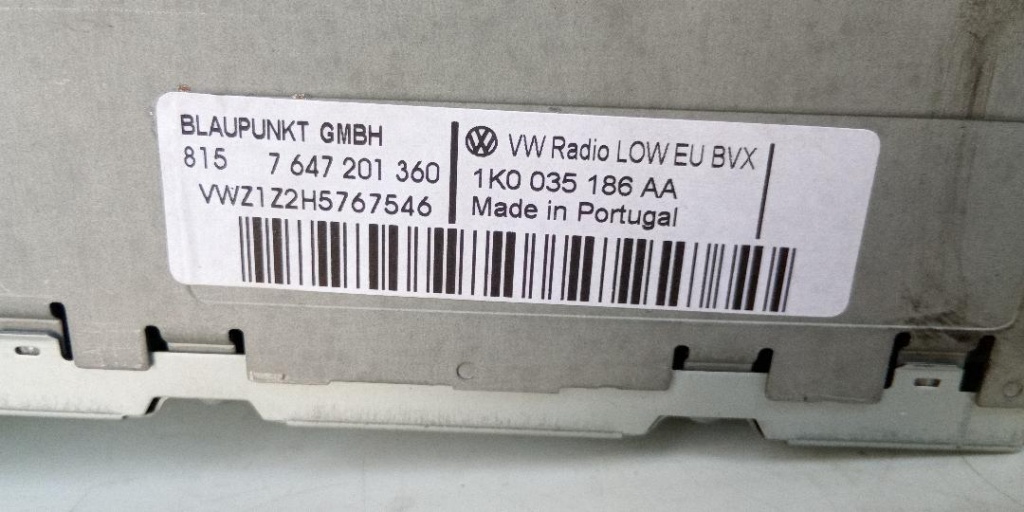 BLAUPUNKT GMBH
815 7 647 201 360
VWZ1Z2H5767546
VW Radio LOW EU BVX
1K0 035 186 AA
Made in Portugal